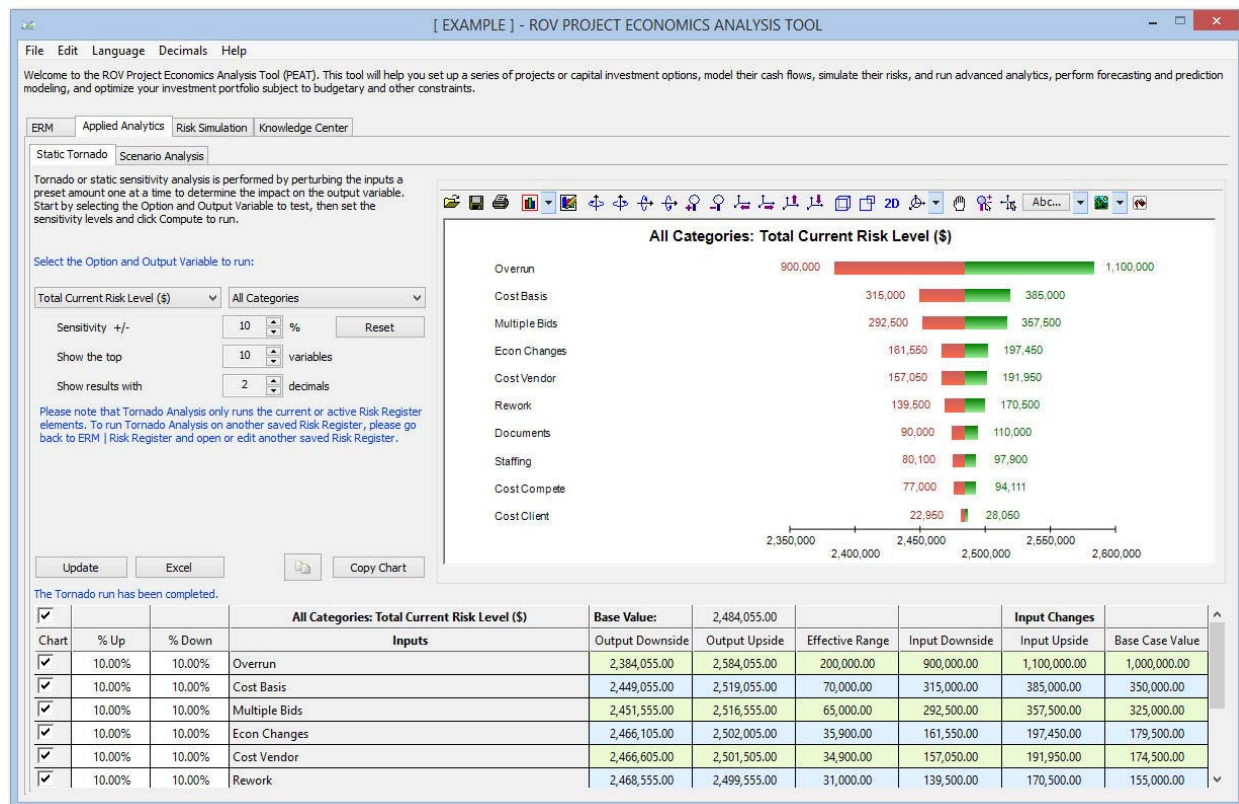 [ EXAMPLE ] - ROV PROJECT ECONOMICS ANALYSIS TOOL
File Edit Language Decimals Help
Welcome to the ROV Project Economics Analysis Tool (PEAT). This tool will help you set up a series of projects or capital investment options, model their cash flows, simulate their risks, and run advanced analytics, perform forecasting and prediction
modeling, and optimize your investment portfolio subject to budgetary and other constraints.
ERM Applied Analytics Risk Simulation Knowledge Center
Static Tornado Scenario Analysis
Tornado or static sensitivity analysis is performed by perturbing the inputs a
preset amount one at a time to determine the impact on the output variable.
Start by selecting the Option and Output Variable to test, then set the
sensitivity levels and click Compute to run.
Select the Option and Output Variable to run:
Total Current Risk Level ($) All Categories
Sensitivity +/- 10 % Reset
Show the top 10 variables
Show results with 2 decimals
Please note that Tornado Analysis only runs the current or active Risk Register
elements. To run Tornado Analysis on another saved Risk Register, please go
back to ERM | Risk Register and open or edit another saved Risk Register.
Update Excel Copy Chart
The Tornado run has been completed.
2D Abc...
All Categories: Total Current Risk Level ($)
Overrun 900,000 1,100,000
Cost Basis 315,000 385,000
Multiple Bids 292,500 357,500
Econ Changes 161,550 197,450
Cost Vendor 157,050 191,950
Rework 139,500 170,500
Documents 90,000 110,000
Staffing 80,100 97,900
Cost Compete 77,000 94,111
Cost Client 22,950 28,050
2,350,000 2,450,000 2,550,000
2,400,000 2,500,000 2,600,000
All Categories: Total Current Risk Level ($) Base Value: 2,484,055.00 Input Changes
Chart % Up % Down Inputs Output Downside Output Upside Effective Range Input Downside Input Upside Base Case Value
10.00% 10.00% Overrun 2,384,055.00 2,584,055.00 200,000.00 900,000.00 1,100,000.00 1,000,000.00
10.00% 10.00% Cost Basis 2,449,055.00 2,519,055.00 70,000.00 315,000.00 385,000.00 350,000.00
10.00% 10.00% Multiple Bids 2,451,555.00 2,516,555.00 65,000.00 292,500.00 357,500.00 325,000.00
10.00% 10.00% Econ Changes 2,466,105.00 2,502,005.00 35,900.00 161,550.00 197,450.00 179,500.00
10.00% 10.00% Cost Vendor 2,466,605.00 2,501,505.00 34,900.00 157,050.00 191,950.00 174,500.00
10.00% 10.00% Rework 2,468,555.00 2,499,555.00 31,000.00 139,500.00 170,500.00 155,000.00